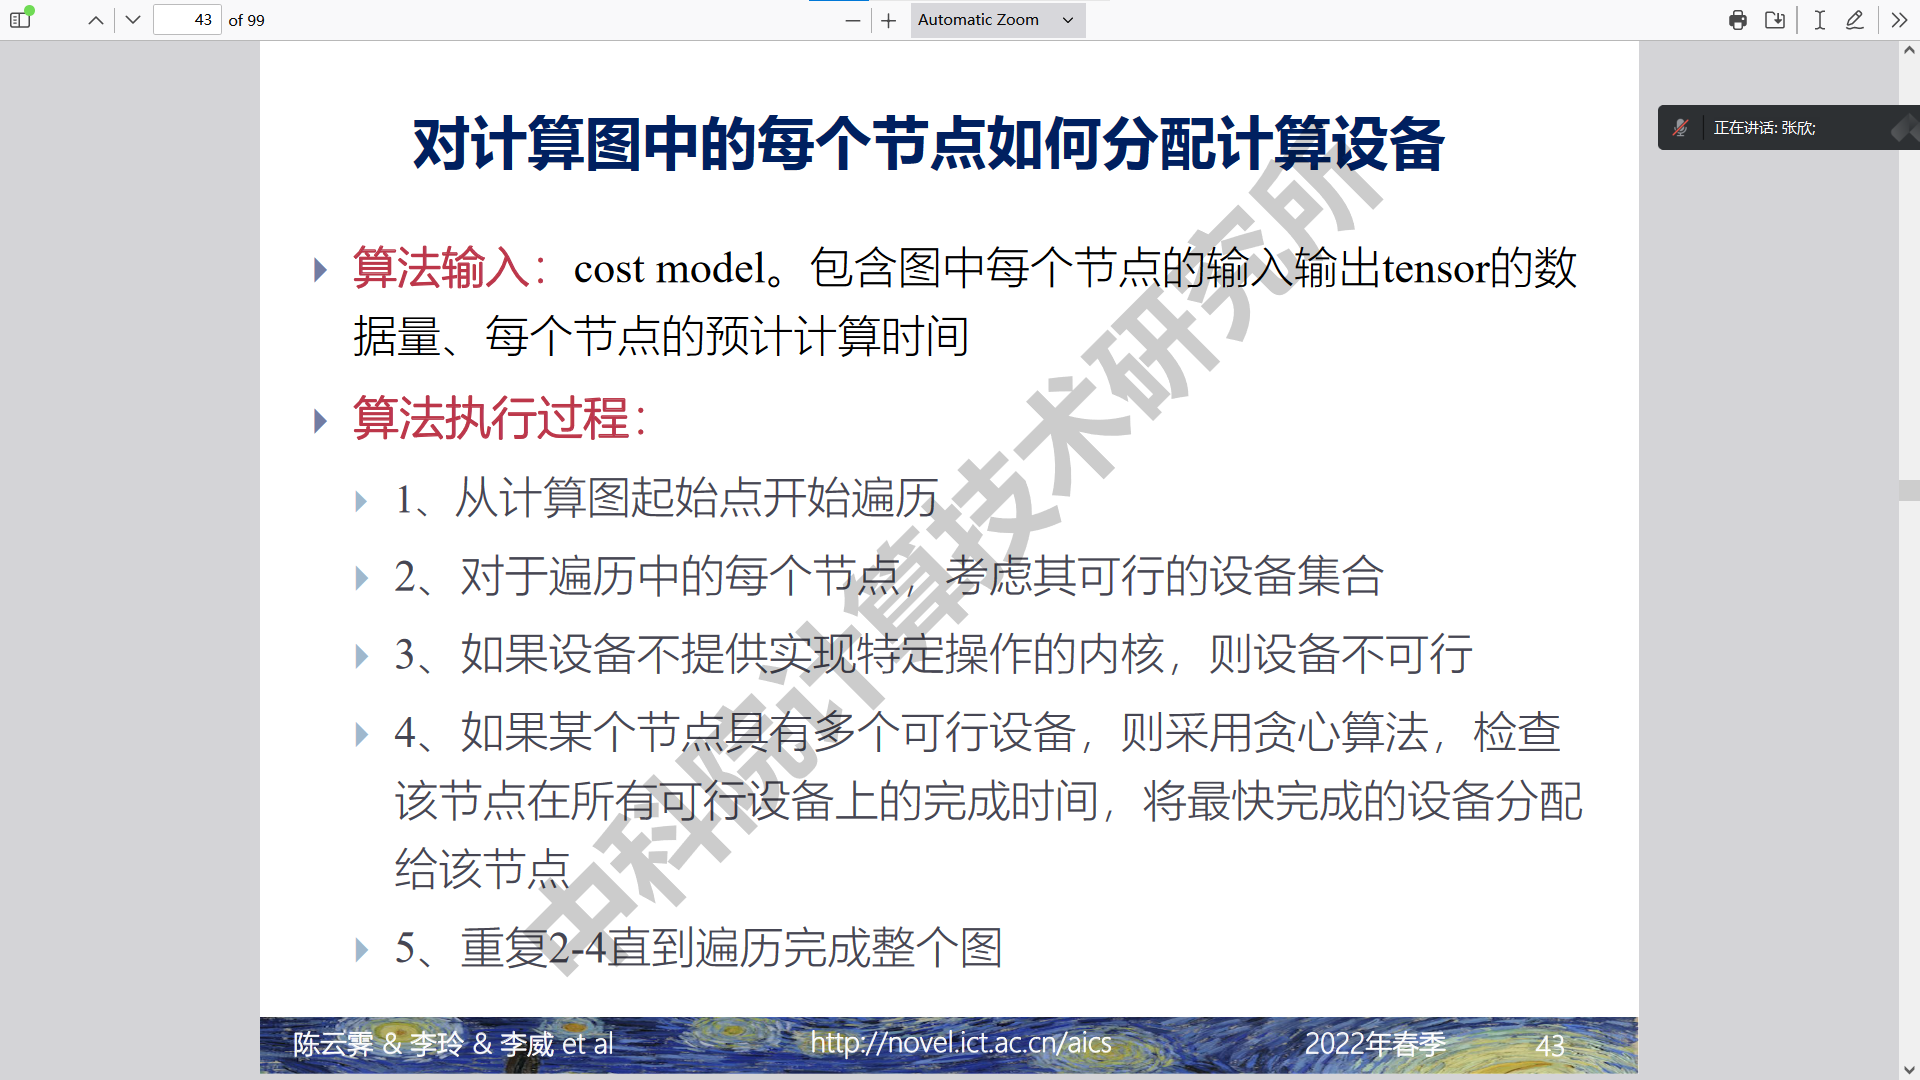 43 of 99
Automatic Zoom
正在讲话: 张欣;
对计算图中的每个节点如何分配计算设备
算法输入：cost model。包含图中每个节点的输入输出tensor的数
据量、每个节点的预计计算时间
算法执行过程：
1、从计算图起始点开始遍历
2、对于遍历中的每个节点，考虑其可行的设备集合
3、如果设备不提供实现特定操作的内核，则设备不可行
4、如果某个节点具有多个可行设备，则采用贪心算法，检查
该节点在所有可行设备上的完成时间，将最快完成的设备分配
给该节点
5、重复2-4直到遍历完成整个图
中科院计算技术研究所
陈云霁 & 李玲 & 李威 et al http://novel.ict.ac.cn/aics 2022年春季 43